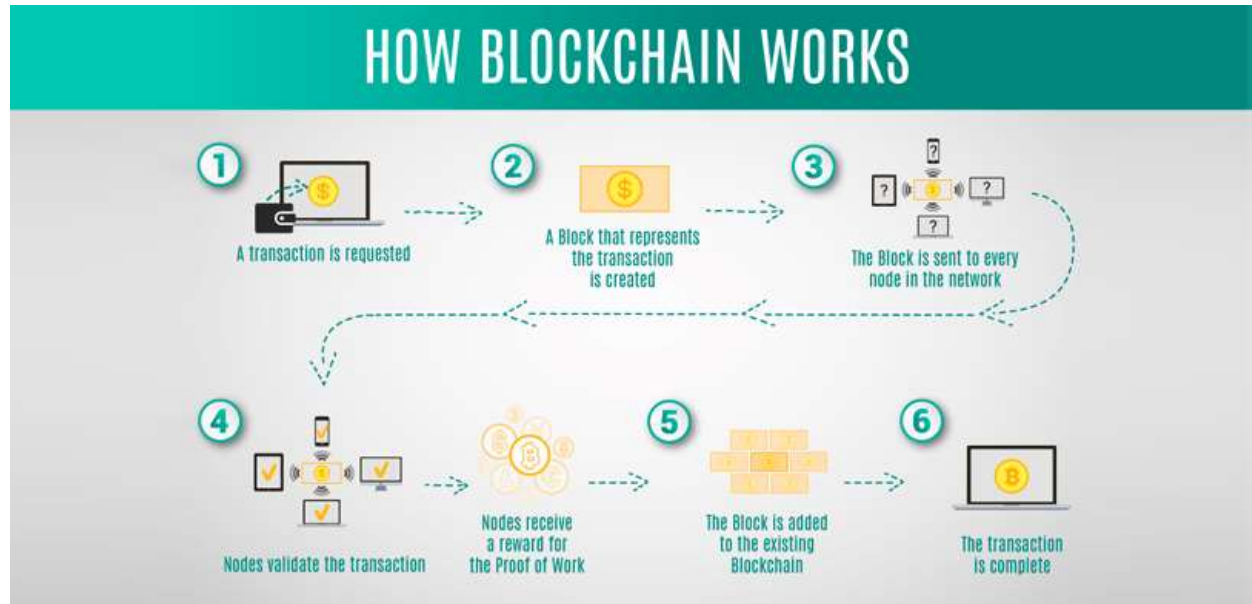 HOW BLOCKCHAIN WORKS
1
2
3
A transaction is requested
A Block that represents
the transaction
is created
The Block is sent to every
node in the network
4
5
6
Nodes validate the transaction
Nodes receive
a reward for
the Proof of Work
The Block is added
to the existing
Blockchain
The transaction
is complete